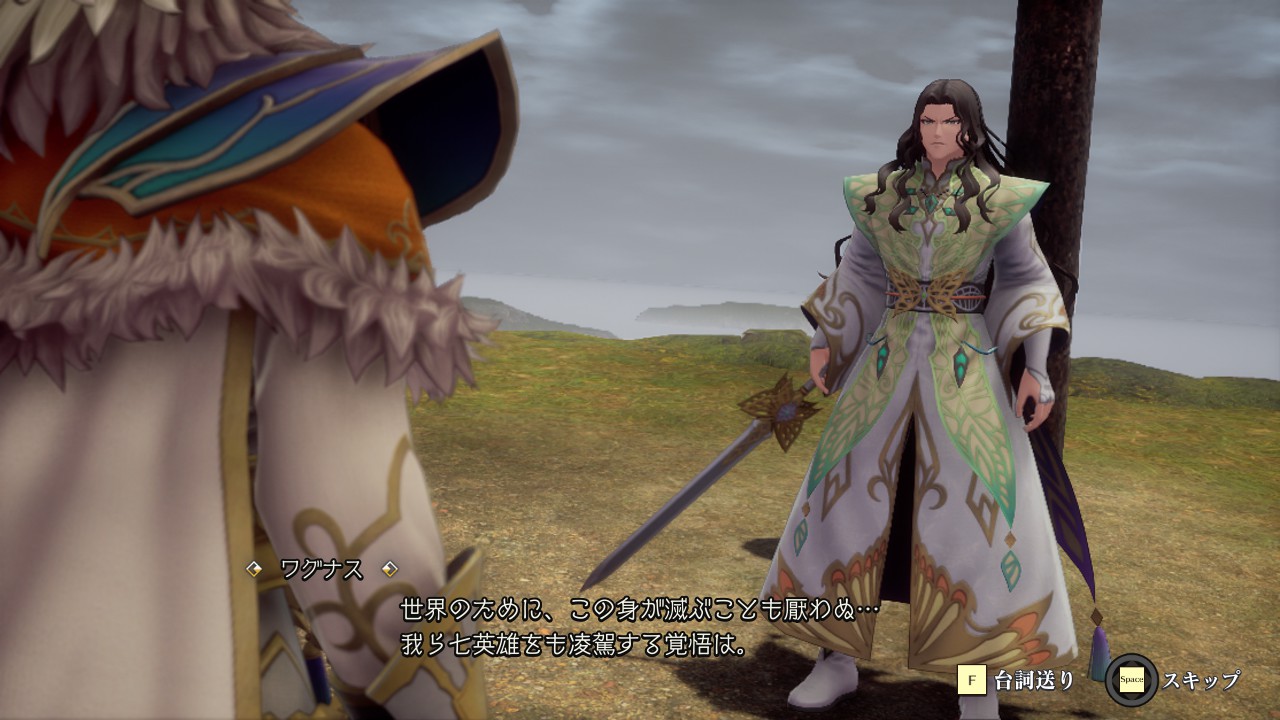 ワグナス
世界のために、この身が滅ぶことも厭わぬ…
我ら七英雄をも凌駕する覚悟は。
F 台詞送り Space スキップ